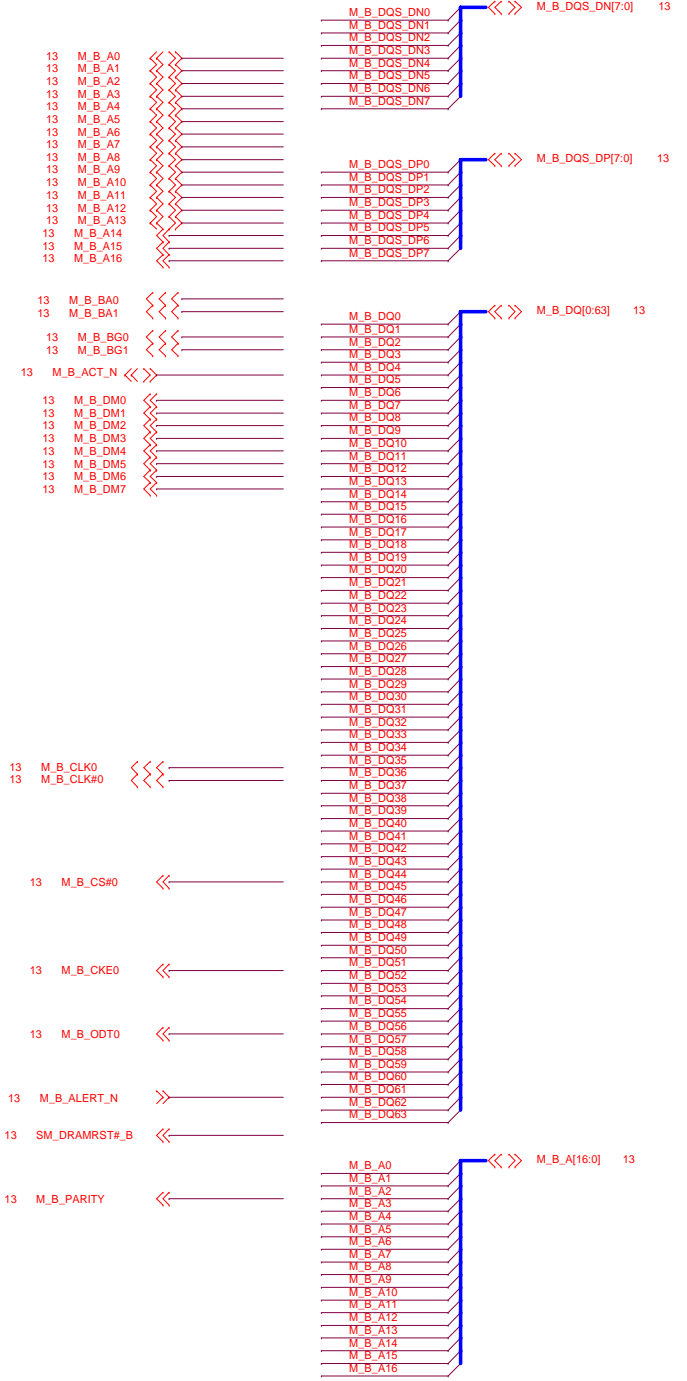 13 M_B_A0
13 M_B_A1
13 M_B_A2
13 M_B_A3
13 M_B_A4
13 M_B_A5
13 M_B_A6
13 M_B_A7
13 M_B_A8
13 M_B_A9
13 M_B_A10
13 M_B_A11
13 M_B_A12
13 M_B_A13
13 M_B_A14
13 M_B_A15
13 M_B_A16
13 M_B_BA0
13 M_B_BA1
13 M_B_BG0
13 M_B_BG1
13 M_B_ACT_N
13 M_B_DM0
13 M_B_DM1
13 M_B_DM2
13 M_B_DM3
13 M_B_DM4
13 M_B_DM5
13 M_B_DM6
13 M_B_DM7
13 M_B_CLK0
13 M_B_CLK#0
13 M_B_CS#0
13 M_B_CKE0
13 M_B_ODT0
13 M_B_ALERT_N
13 SM_DRAMRST#_B
13 M_B_PARITY
M_B_DQS_DN0
M_B_DQS_DN1
M_B_DQS_DN2
M_B_DQS_DN3
M_B_DQS_DN4
M_B_DQS_DN5
M_B_DQS_DN6
M_B_DQS_DN7
M_B_DQS_DN[7:0] 13
M_B_DQS_DP0
M_B_DQS_DP1
M_B_DQS_DP2
M_B_DQS_DP3
M_B_DQS_DP4
M_B_DQS_DP5
M_B_DQS_DP6
M_B_DQS_DP7
M_B_DQS_DP[7:0] 13
M_B_DQ0
M_B_DQ1
M_B_DQ2
M_B_DQ3
M_B_DQ4
M_B_DQ5
M_B_DQ6
M_B_DQ7
M_B_DQ8
M_B_DQ9
M_B_DQ10
M_B_DQ11
M_B_DQ12
M_B_DQ13
M_B_DQ14
M_B_DQ15
M_B_DQ16
M_B_DQ17
M_B_DQ18
M_B_DQ19
M_B_DQ20
M_B_DQ21
M_B_DQ22
M_B_DQ23
M_B_DQ24
M_B_DQ25
M_B_DQ26
M_B_DQ27
M_B_DQ28
M_B_DQ29
M_B_DQ30
M_B_DQ31
M_B_DQ32
M_B_DQ33
M_B_DQ34
M_B_DQ35
M_B_DQ36
M_B_DQ37
M_B_DQ38
M_B_DQ39
M_B_DQ40
M_B_DQ41
M_B_DQ42
M_B_DQ43
M_B_DQ44
M_B_DQ45
M_B_DQ46
M_B_DQ47
M_B_DQ48
M_B_DQ49
M_B_DQ50
M_B_DQ51
M_B_DQ52
M_B_DQ53
M_B_DQ54
M_B_DQ55
M_B_DQ56
M_B_DQ57
M_B_DQ58
M_B_DQ59
M_B_DQ60
M_B_DQ61
M_B_DQ62
M_B_DQ63
M_B_DQ[0:63] 13
M_B_A0
M_B_A1
M_B_A2
M_B_A3
M_B_A4
M_B_A5
M_B_A6
M_B_A7
M_B_A8
M_B_A9
M_B_A10
M_B_A11
M_B_A12
M_B_A13
M_B_A14
M_B_A15
M_B_A16
M_B_A[16:0] 13